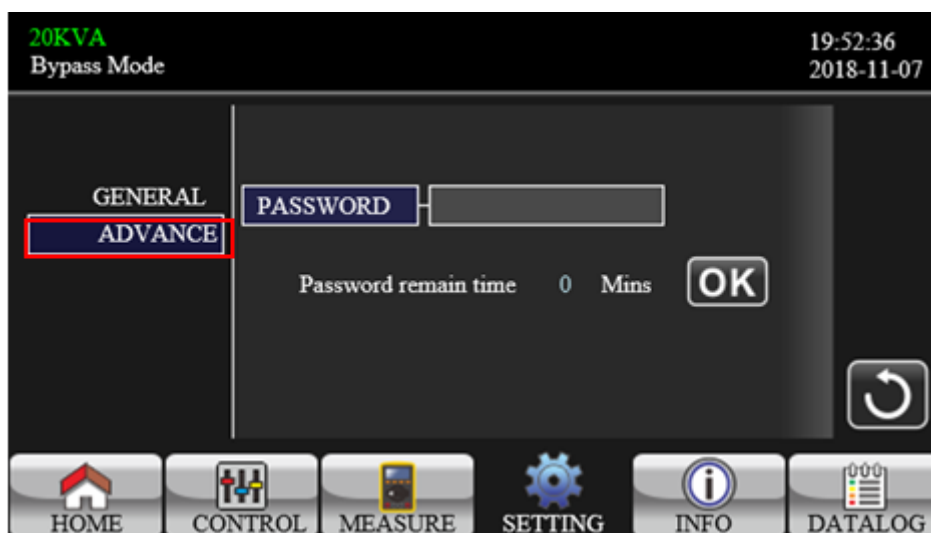 20KVA
Bypass Mode
19:52:36
2018-11-07
GENERAL
ADVANCE
PASSWORD
Password remain time 0 Mins
OK
HOME
CONTROL
MEASURE
SETTING
INFO
DATALOG